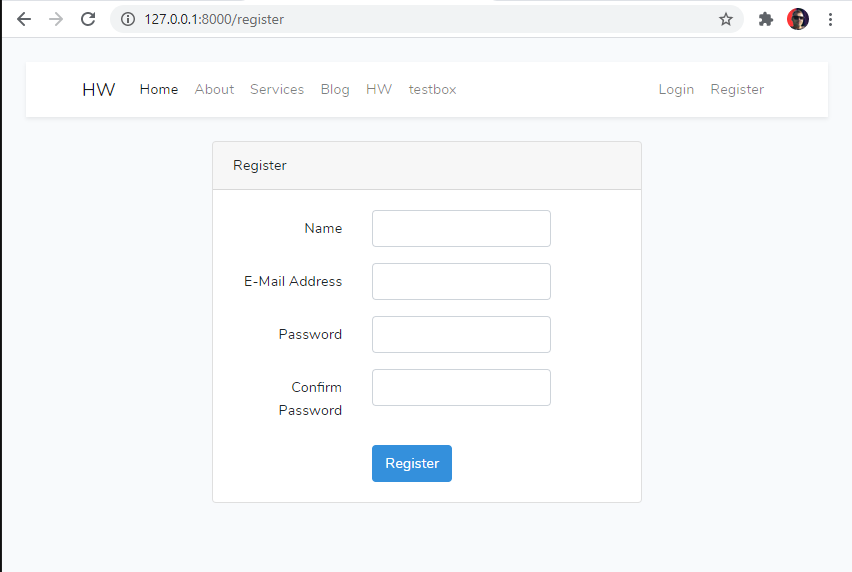 127.0.0.1:8000/register
HW Home About Services Blog HW testbox Login Register
Register
Name
E-Mail Address
Password
Confirm
Password
Register